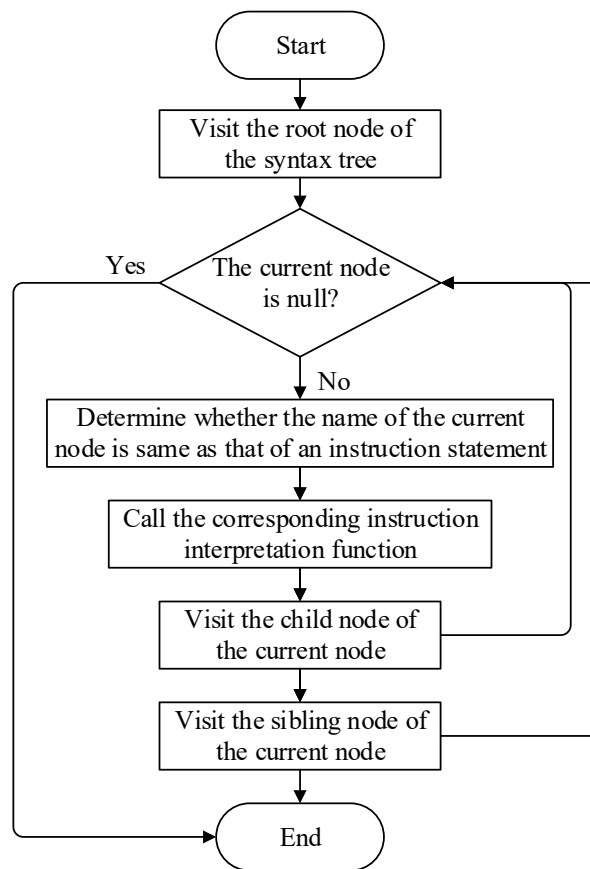 Start
Visit the root node of
the syntax tree
Yes
The current node
is null?
No
Determine whether the name of the current
node is same as that of an instruction statement
Call the corresponding instruction
interpretation function
Visit the child node of
the current node
Visit the sibling node of
the current node
End